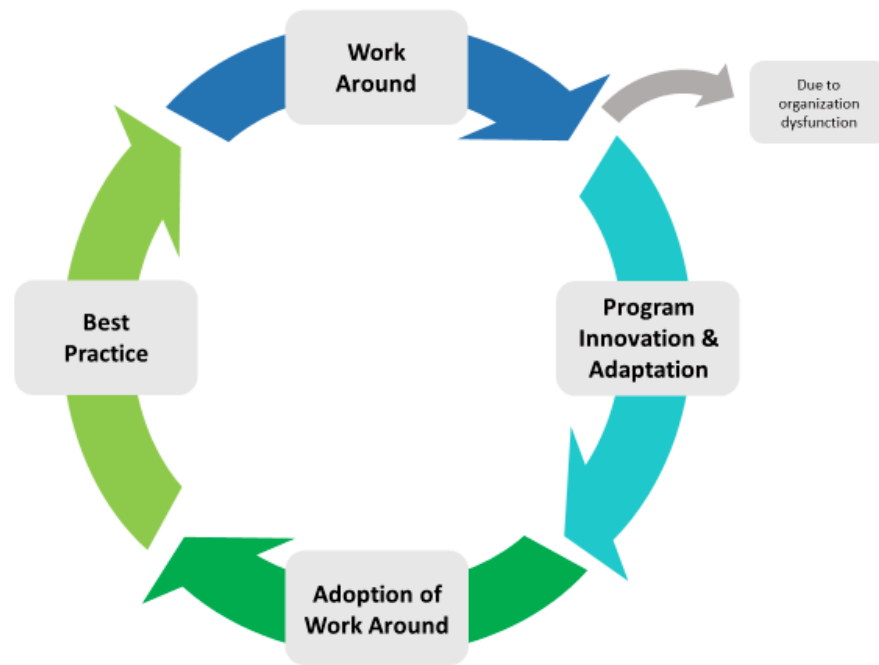 Work
Around
Due to
organization
dysfunction
Program
Innovation &
Adaptation
Best
Practice
Adoption of
Work Around